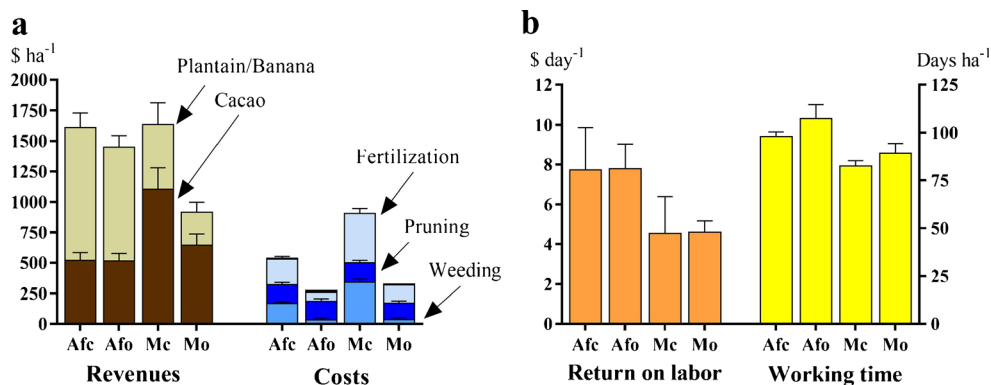 a
$ ha-1
2000
1750
1500
1250
1000
750
500
250
0
Plantain/Banana
Cacao
Fertilization
Pruning
Weeding
Afc Afo Mc Mo
Afc Afo Mc Mo
Revenues
Costs
b
$ day-1
Days ha-1
12
10
8
6
4
2
0
125
100
75
50
25
0
Afc Afo Mc Mo
Afc Afo Mc Mo
Return on labor
Working time